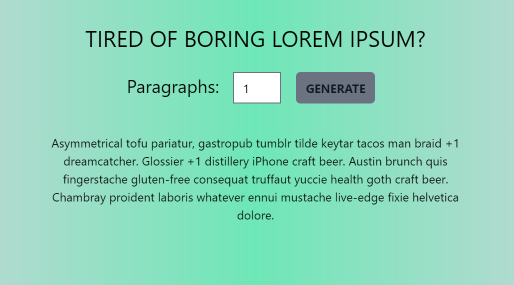 TIRED OF BORING LOREM IPSUM?
Paragraphs: 1 GENERATE
Asymmetrical tofu pariatur, gastropub tumblr tilde keytar tacos man braid +1
dreamcatcher. Glossier +1 distillery iPhone craft beer. Austin brunch quis
fingerstache gluten-free consequat truffaut yuccie health goth craft beer.
Chambray proident laboris whatever ennui mustache live-edge fixie helvetica
dolore.